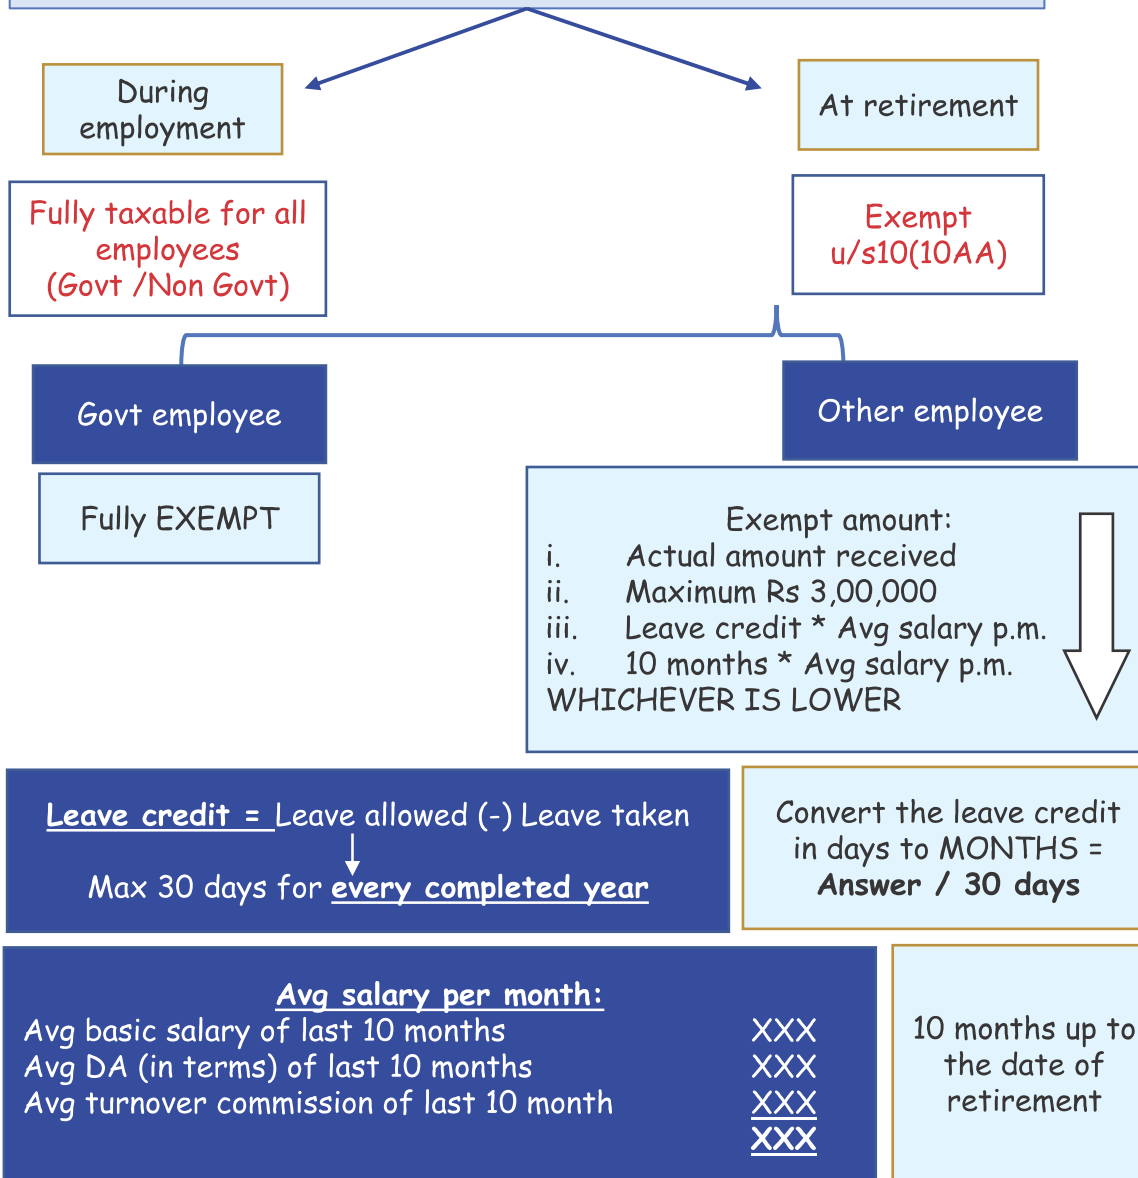 During
employment
At retirement
Fully taxable for all
employees
(Govt /Non Govt)
Exempt
u/s10(10AA)
Govt employee
Other employee
Fully EXEMPT
Exempt amount:
i. Actual amount received
ii. Maximum Rs 3,00,000
iii. Leave credit * Avg salary p.m.
iv. 10 months * Avg salary p.m.
WHICHEVER IS LOWER
Leave credit = Leave allowed (-) Leave taken
Max 30 days for every completed year
Convert the leave credit
in days to MONTHS =
Answer / 30 days
Avg salary per month:
Avg basic salary of last 10 months XXX
Avg DA (in terms) of last 10 months XXX
Avg turnover commission of last 10 month XXX
XXX
10 months up to
the date of
retirement